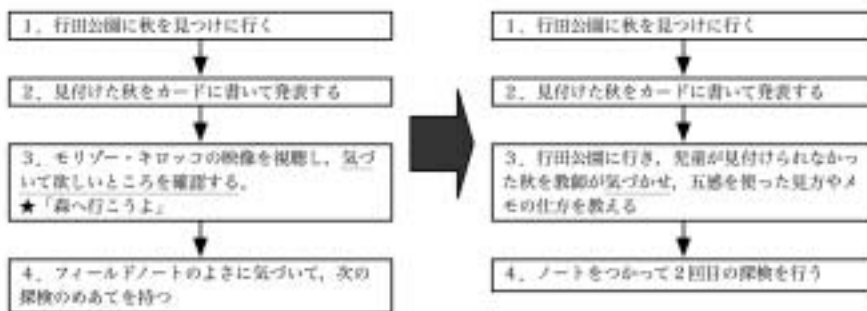 1、行田公園に秋を見つけに行く
2、見付けた秋をカードに書いて発表する
3、モリゾー・キロッコの映像を視聴し，気づ
いて欲しいところを確認する。
★「森へ行こうよ」
4、フィールドノートのよさに気づいて，次の
探検のめあてを持つ
1、行田公園に秋を見つけに行く
2、見付けた秋をカードに書いて発表する
3、行田公園に行き，児童が見付けられなかっ
た秋を教師が気づかせ，五感を使った見方やメ
モの仕方を教える
4、ノートをつかって2回目の探検を行う